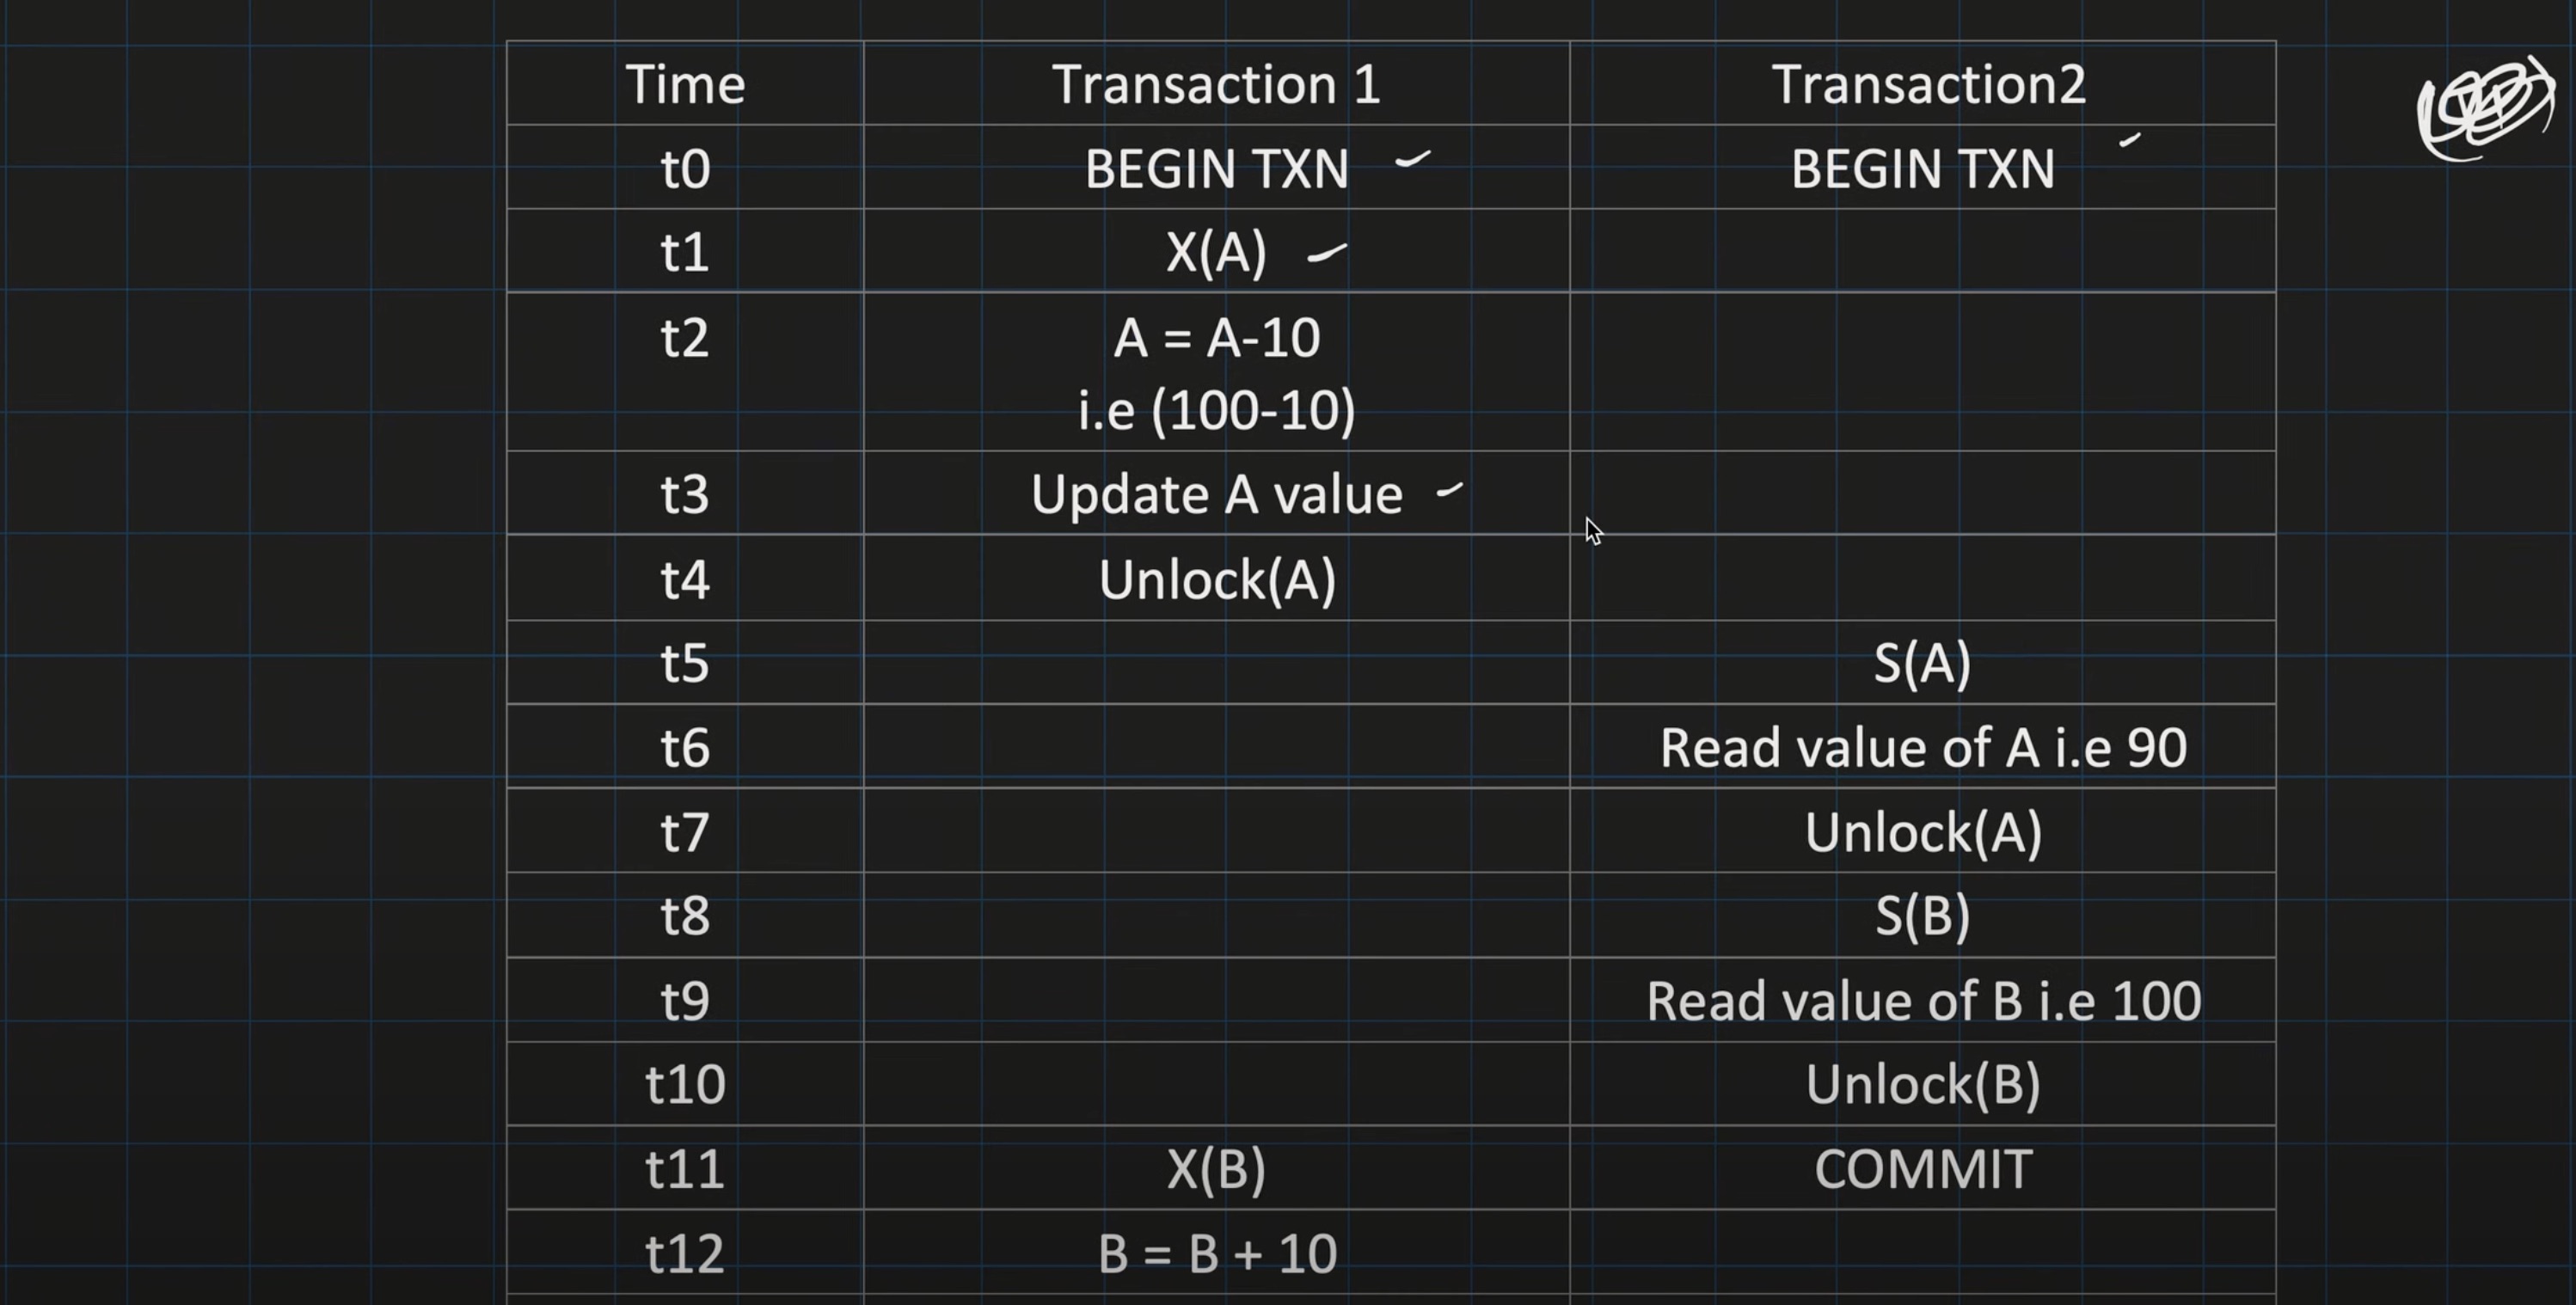 Time Transaction 1 Transaction2
t0 BEGIN TXN BEGIN TXN
t1 X(A)
t2 A = A-10
i.e (100-10)
t3 Update A value
t4 Unlock(A)
t5 S(A)
t6 Read value of A i.e 90
t7 Unlock(A)
t8 S(B)
t9 Read value of B i.e 100
t10 Unlock(B)
t11 X(B) COMMIT
t12 B = B + 10